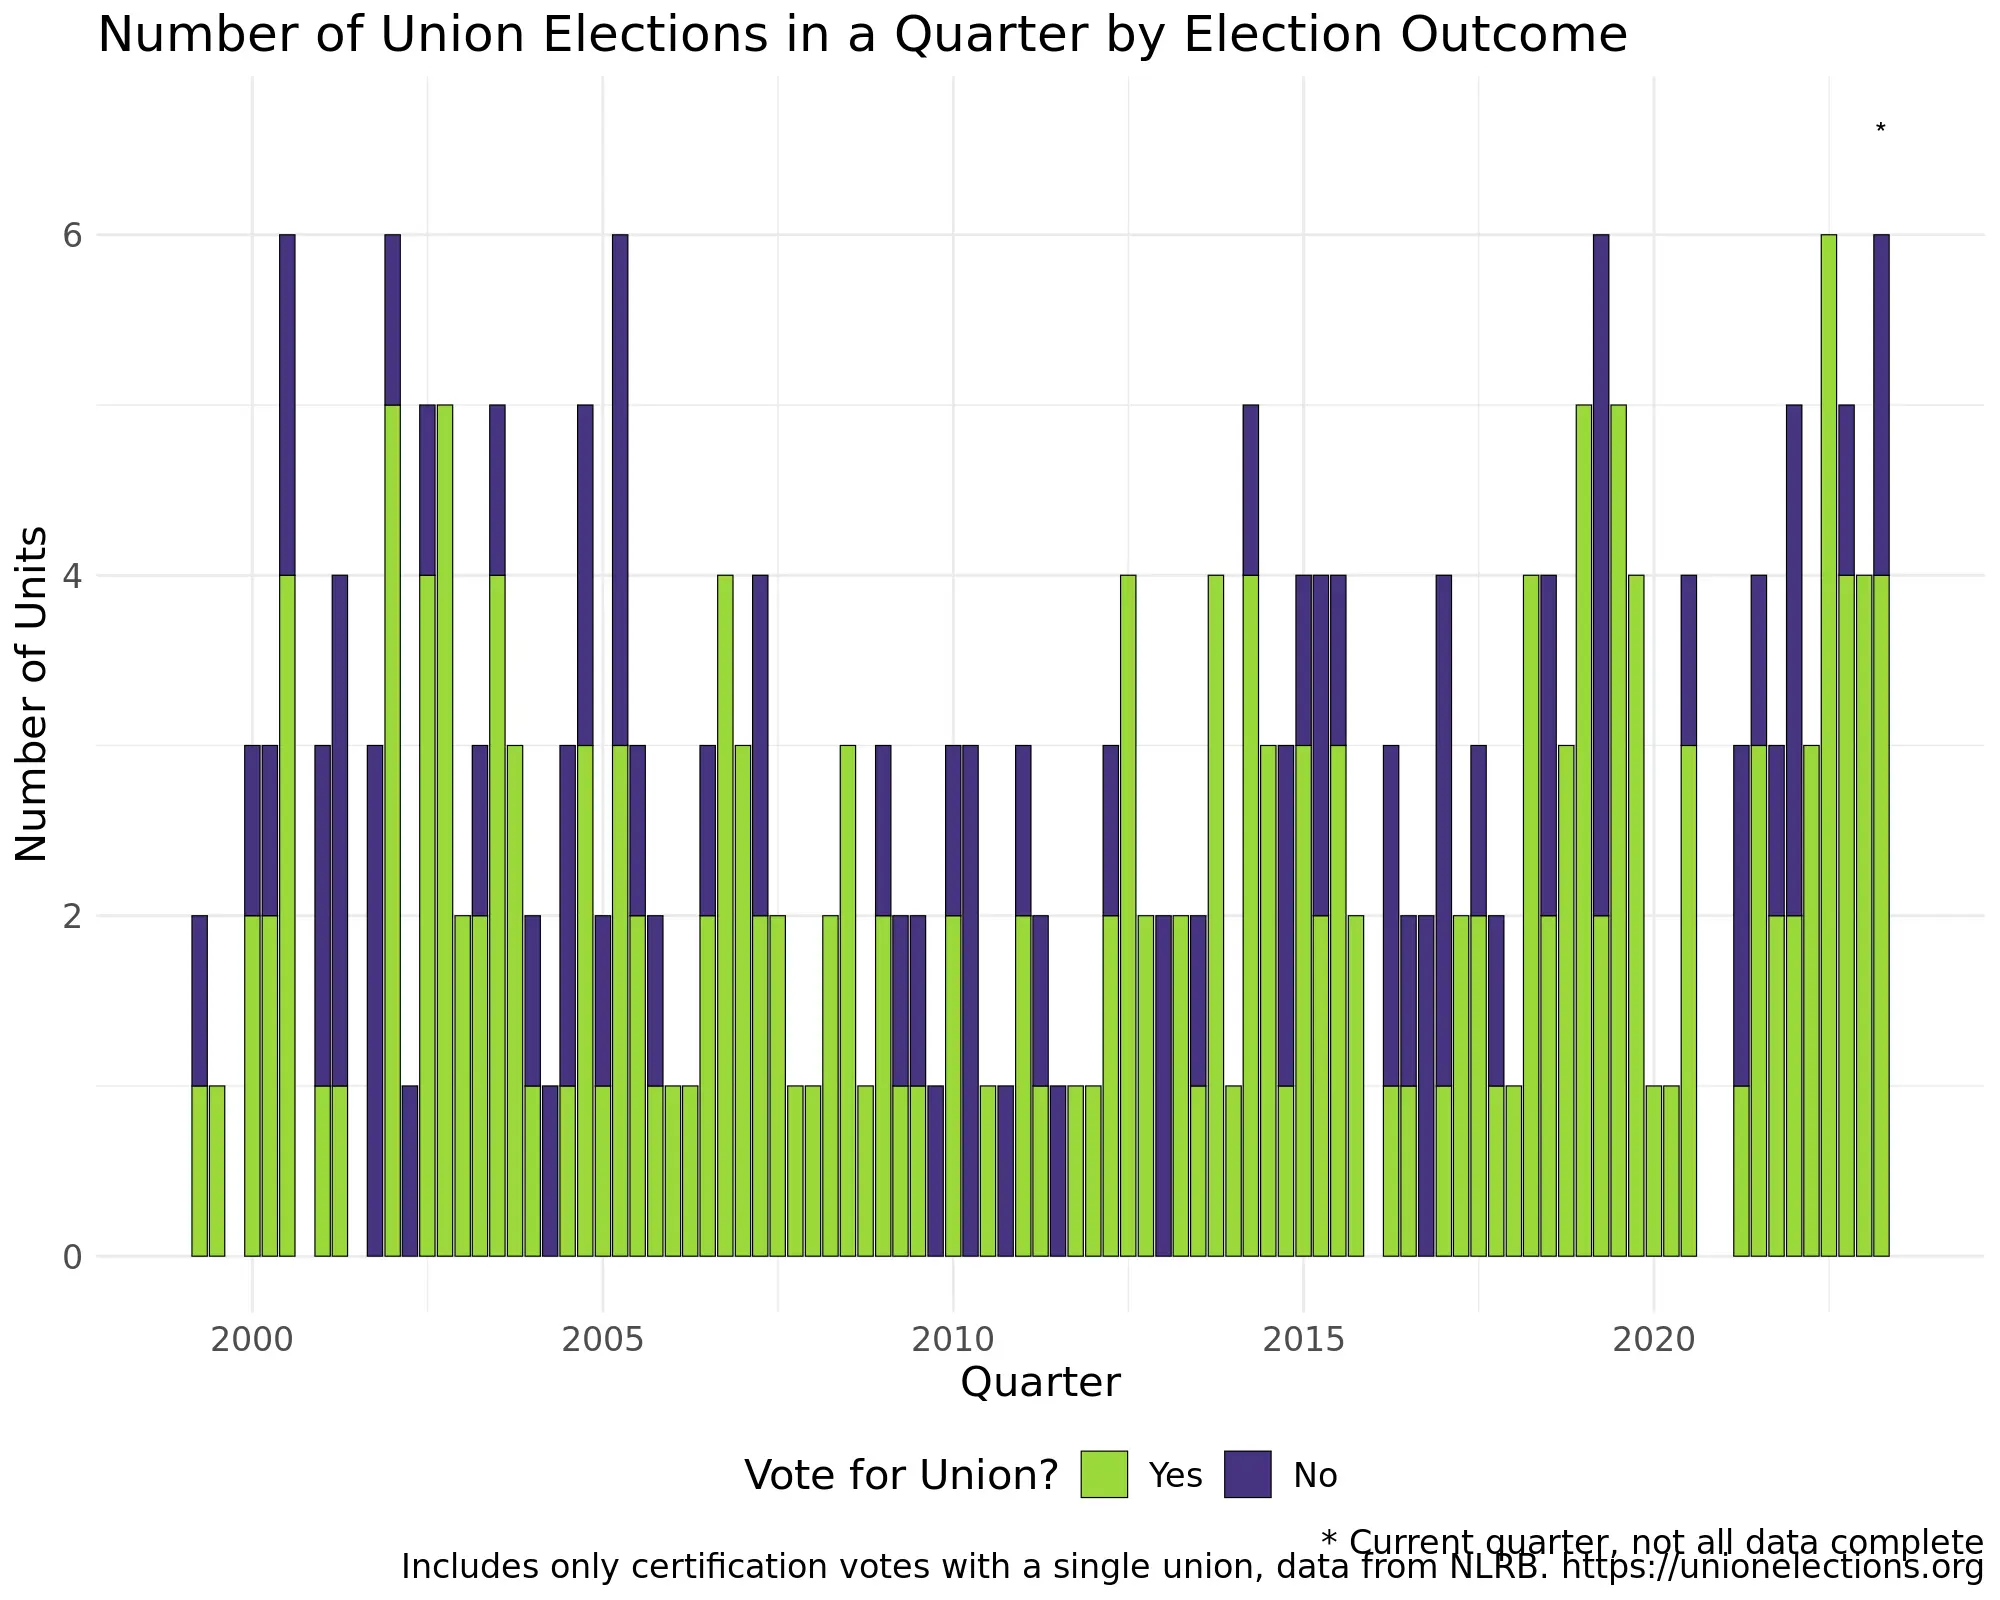 Number of Union Elections in a Quarter by Election Outcome
*
6
4
2
0
Number of Units
2000 2005 2010 2015 2020
Quarter
Vote for Union? Yes No
* Current quarter, not all data complete
Includes only certification votes with a single union, data from NLRB. https://unionelections.org